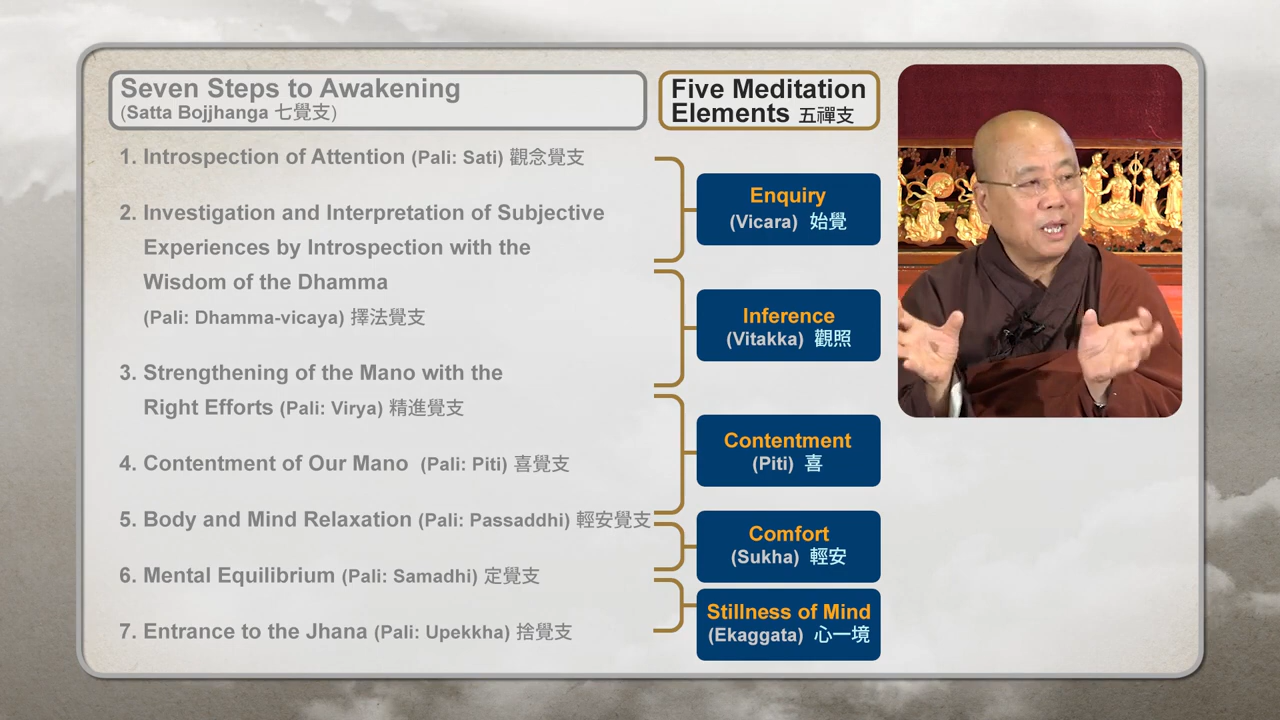 Seven Steps to Awakening
(Satta Bojjhanga 七覺支)
1. Introspection of Attention (Pali: Sati) 觀念覺支
2. Investigation and Interpretation of Subjective
Experiences by Introspection with the
Wisdom of the Dhamma
(Pali: Dhamma-vicaya) 擇法覺支
3. Strengthening of the Mano with the
Right Efforts (Pali: Virya) 精進覺支
4. Contentment of Our Mano (Pali: Piti) 喜覺支
5. Body and Mind Relaxation (Pali: Passaddhi) 輕安覺支
6. Mental Equilibrium (Pali: Samadhi) 定覺支
7. Entrance to the Jhana (Pali: Upekkha) 捨覺支
Five Meditation
Elements 五禪支
Enquiry
(Vicara) 始覺
Inference
(Vitakka) 觀照
Contentment
(Piti) 喜
Comfort
(Sukha) 輕安
Stillness of Mind
(Ekaggata) 心一境